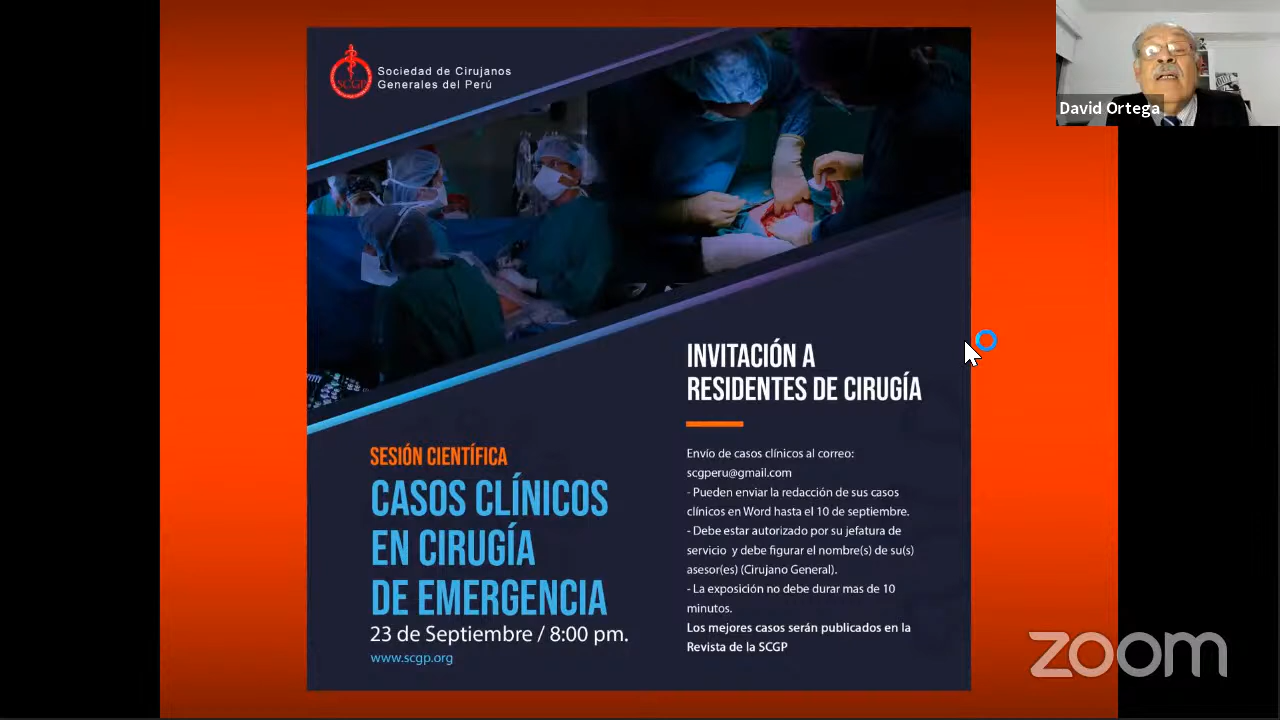 SCGP
Sociedad de Cirujanos
Generales del Perú
David Ortega
INVITACIÓN A
RESIDENTES DE CIRUGÍA
SESIÓN CIENTÍFICA
CASOS CLÍNICOS
EN CIRUGÍA
DE EMERGENCIA
23 de Septiembre / 8:00 pm.
www.scgp.org
Envío de casos clínicos al correo:
scgperu@gmail.com
- Pueden enviar la redacción de sus casos
clínicos en Word hasta el 10 de septiembre.
- Debe estar autorizado por su jefatura de
servicio y debe figurar el nombre(s) de su(s)
asesor(es) (Cirujano General).
- La exposición no debe durar mas de 10
minutos.
Los mejores casos serán publicados en la
Revista de la SCGP
zoom